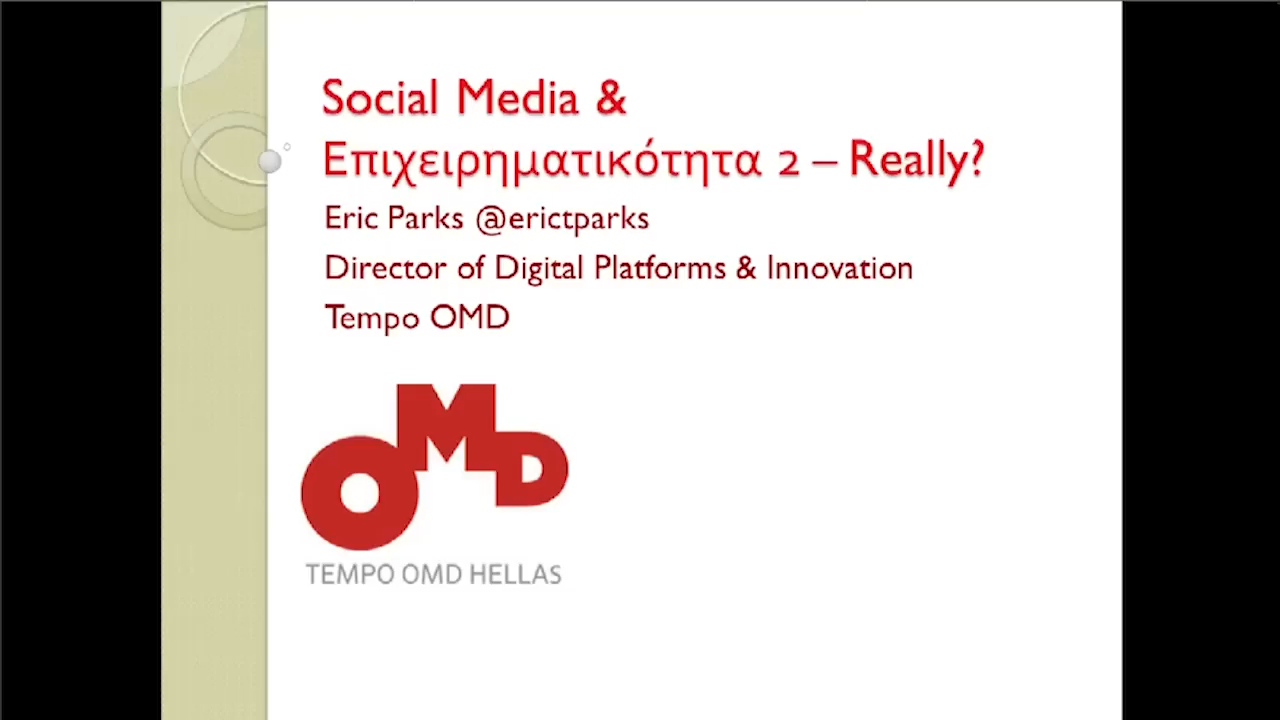 Social Media &
Επιχειρηματικότητα 2 – Really?
Eric Parks @erictparks
Director of Digital Platforms & Innovation
Tempo OMD
OMD
TEMPO OMD HELLAS